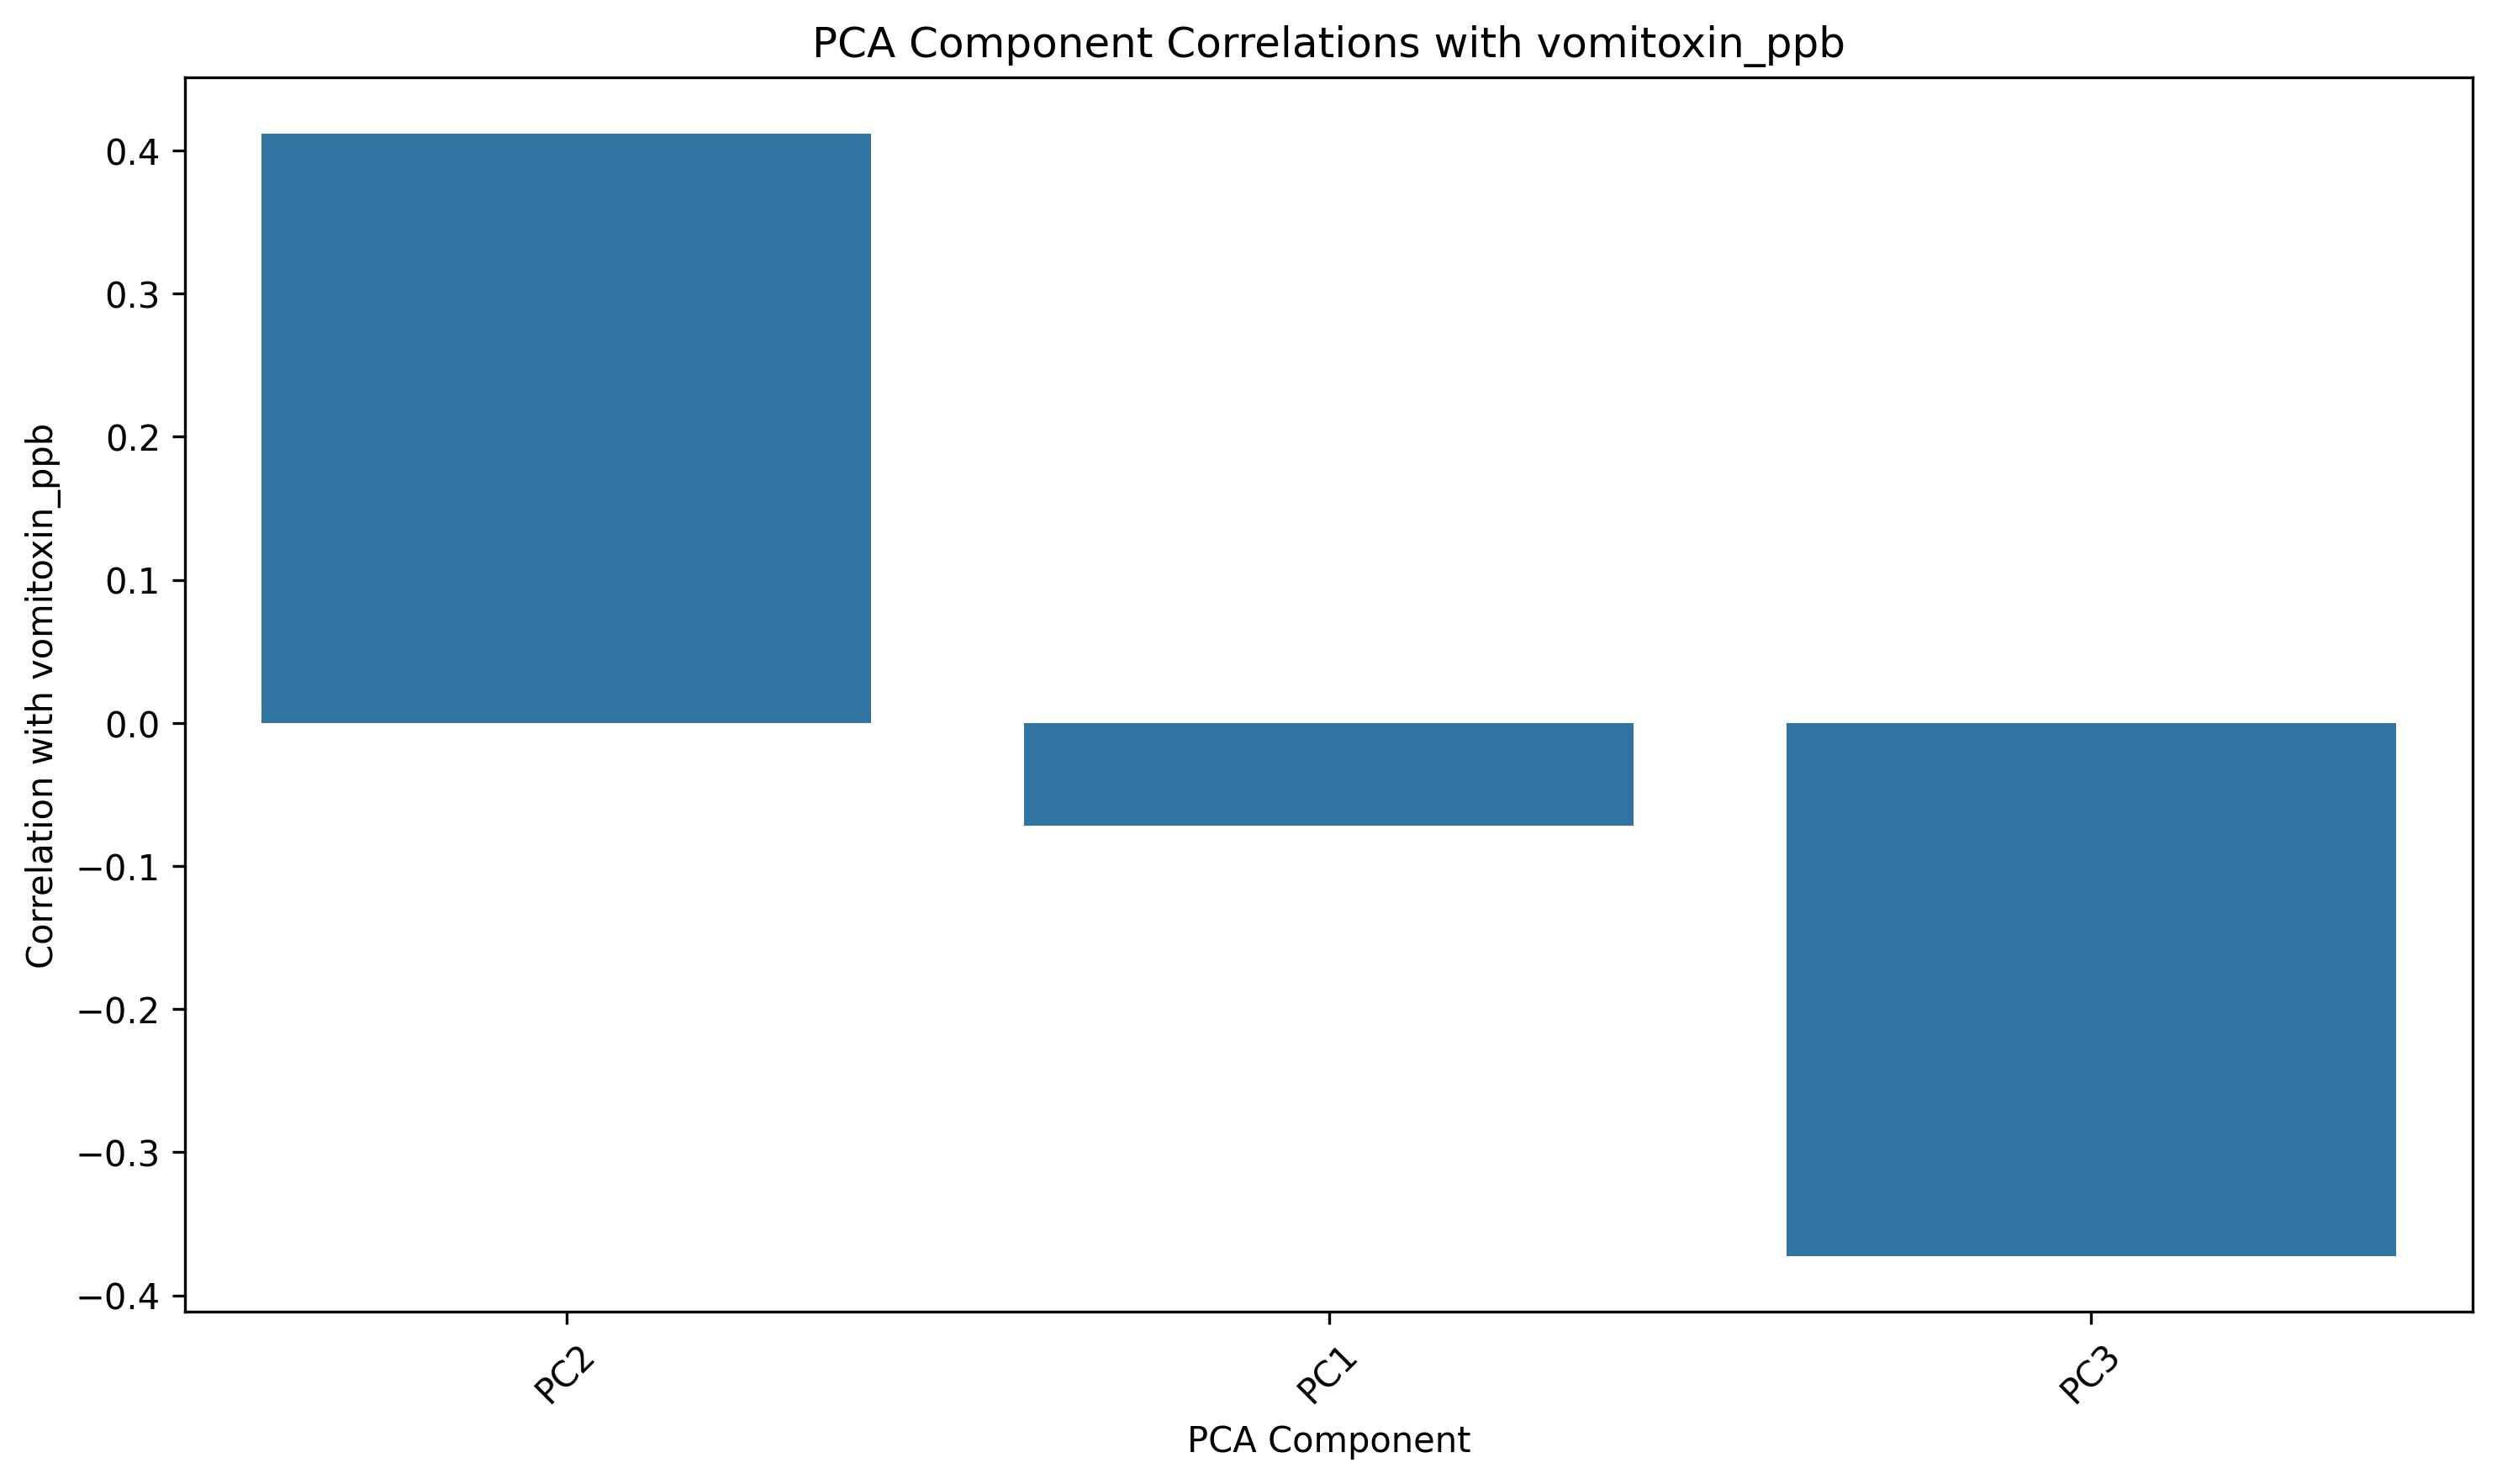 PCA Component Correlations with vomitoxin_ppb
Correlation with vomitoxin_ppb
0.4
0.3
0.2
0.1
0.0
−0.1
−0.2
−0.3
−0.4
PC2
PC1
PC3
PCA Component